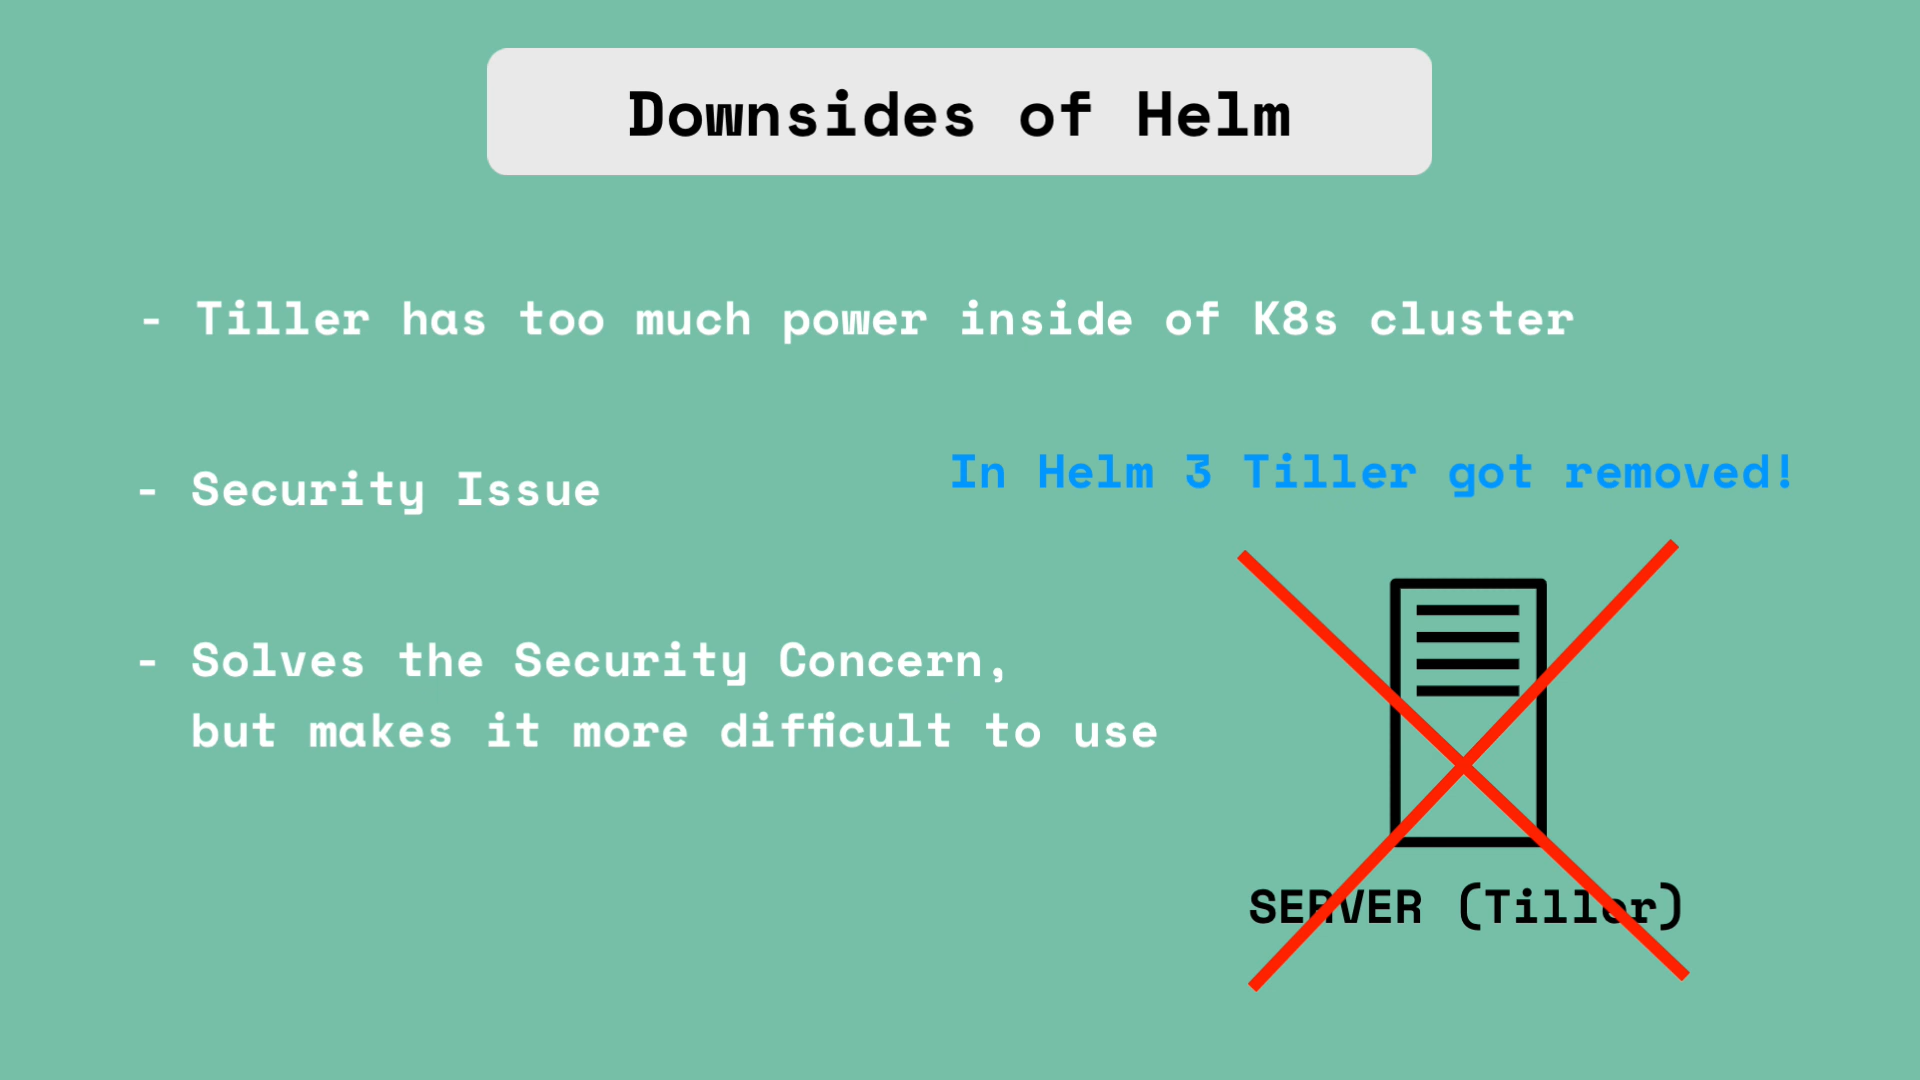 Downsides of Helm
- Tiller has too much power inside of K8s cluster
- Security Issue
In Helm 3 Tiller got removed!
- Solves the Security Concern,
but makes it more difficult to use
SERVER (Tiller)